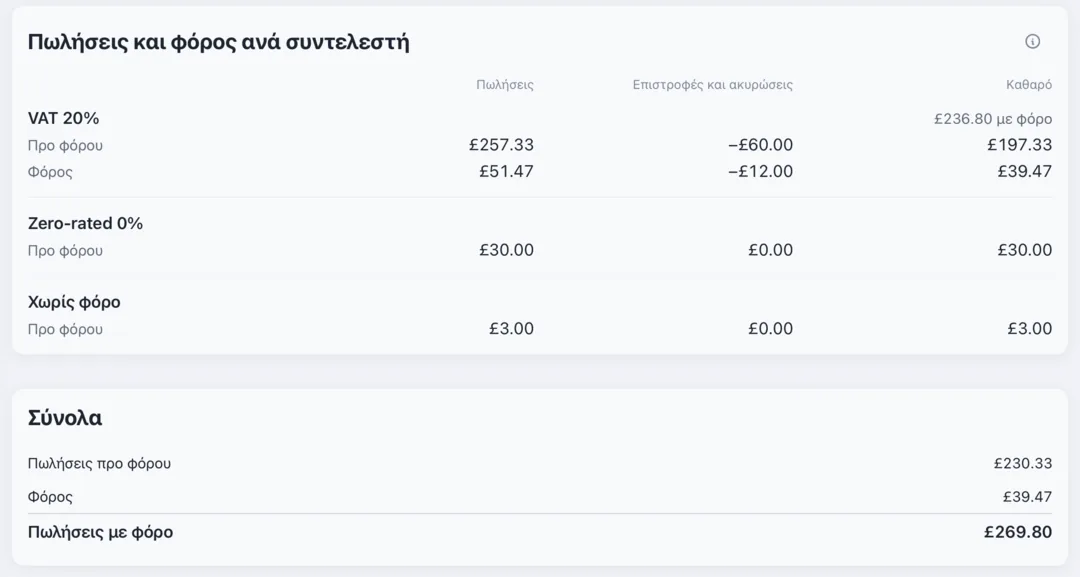 Πωλήσεις και φόρος ανά συντελεστή
Πωλήσεις Επιστροφές και ακυρώσεις Καθαρό
VAT 20% £236.80 με φόρο
Προ φόρου £257.33 −£60.00 £197.33
Φόρος £51.47 −£12.00 £39.47
Zero-rated 0%
Προ φόρου £30.00 £0.00 £30.00
Χωρίς φόρο
Προ φόρου £3.00 £0.00 £3.00
Σύνολα
Πωλήσεις προ φόρου £230.33
Φόρος £39.47
Πωλήσεις με φόρο £269.80